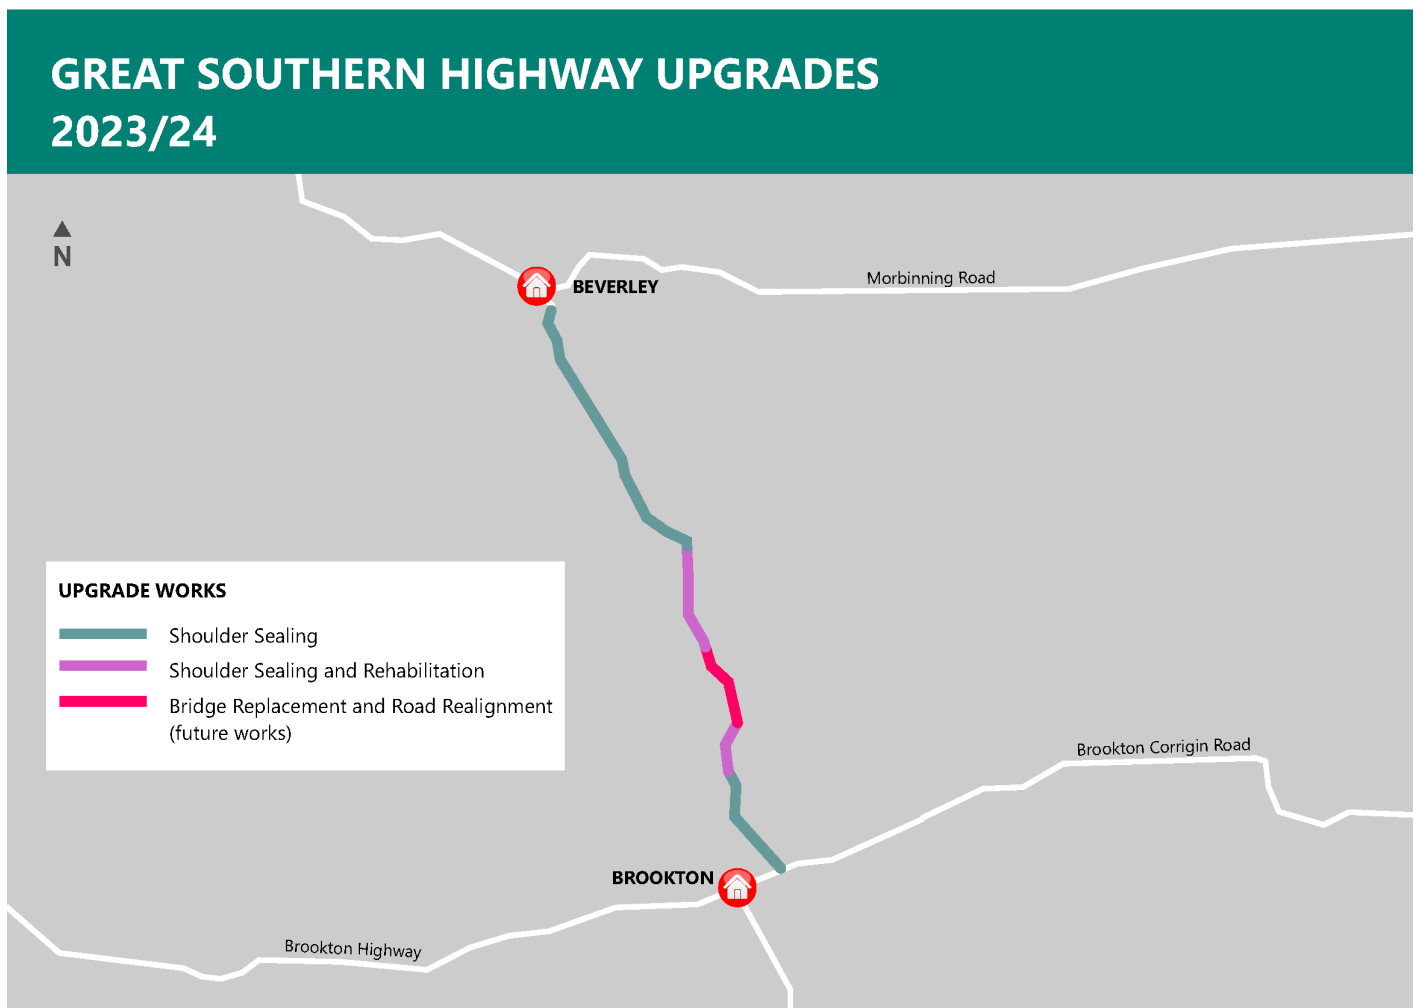 GREAT SOUTHERN HIGHWAY UPGRADES
2023/24
N
BEVERLEY
Morbinning Road
UPGRADE WORKS
Shoulder Sealing
Shoulder Sealing and Rehabilitation
Bridge Replacement and Road Realignment
(future works)
Brookton Corrigin Road
BROOKTON
Brookton Highway